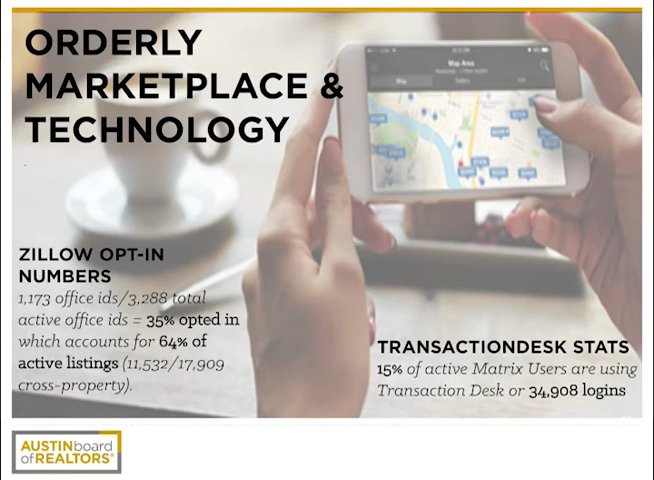 ORDERLY
MARKETPLACE &
TECHNOLOGY
Map Area
ZILLOW OPT-IN
NUMBERS
1,173 office ids/3,288 total
active office ids = 35% opted in
which accounts for 64% of
active listings (11,532/17,909
cross-property).
TRANSACTIONDESK STATS
15% of active Matrix Users are using
Transaction Desk or 34,908 logins
AUSTINboard
ofREALTORS®